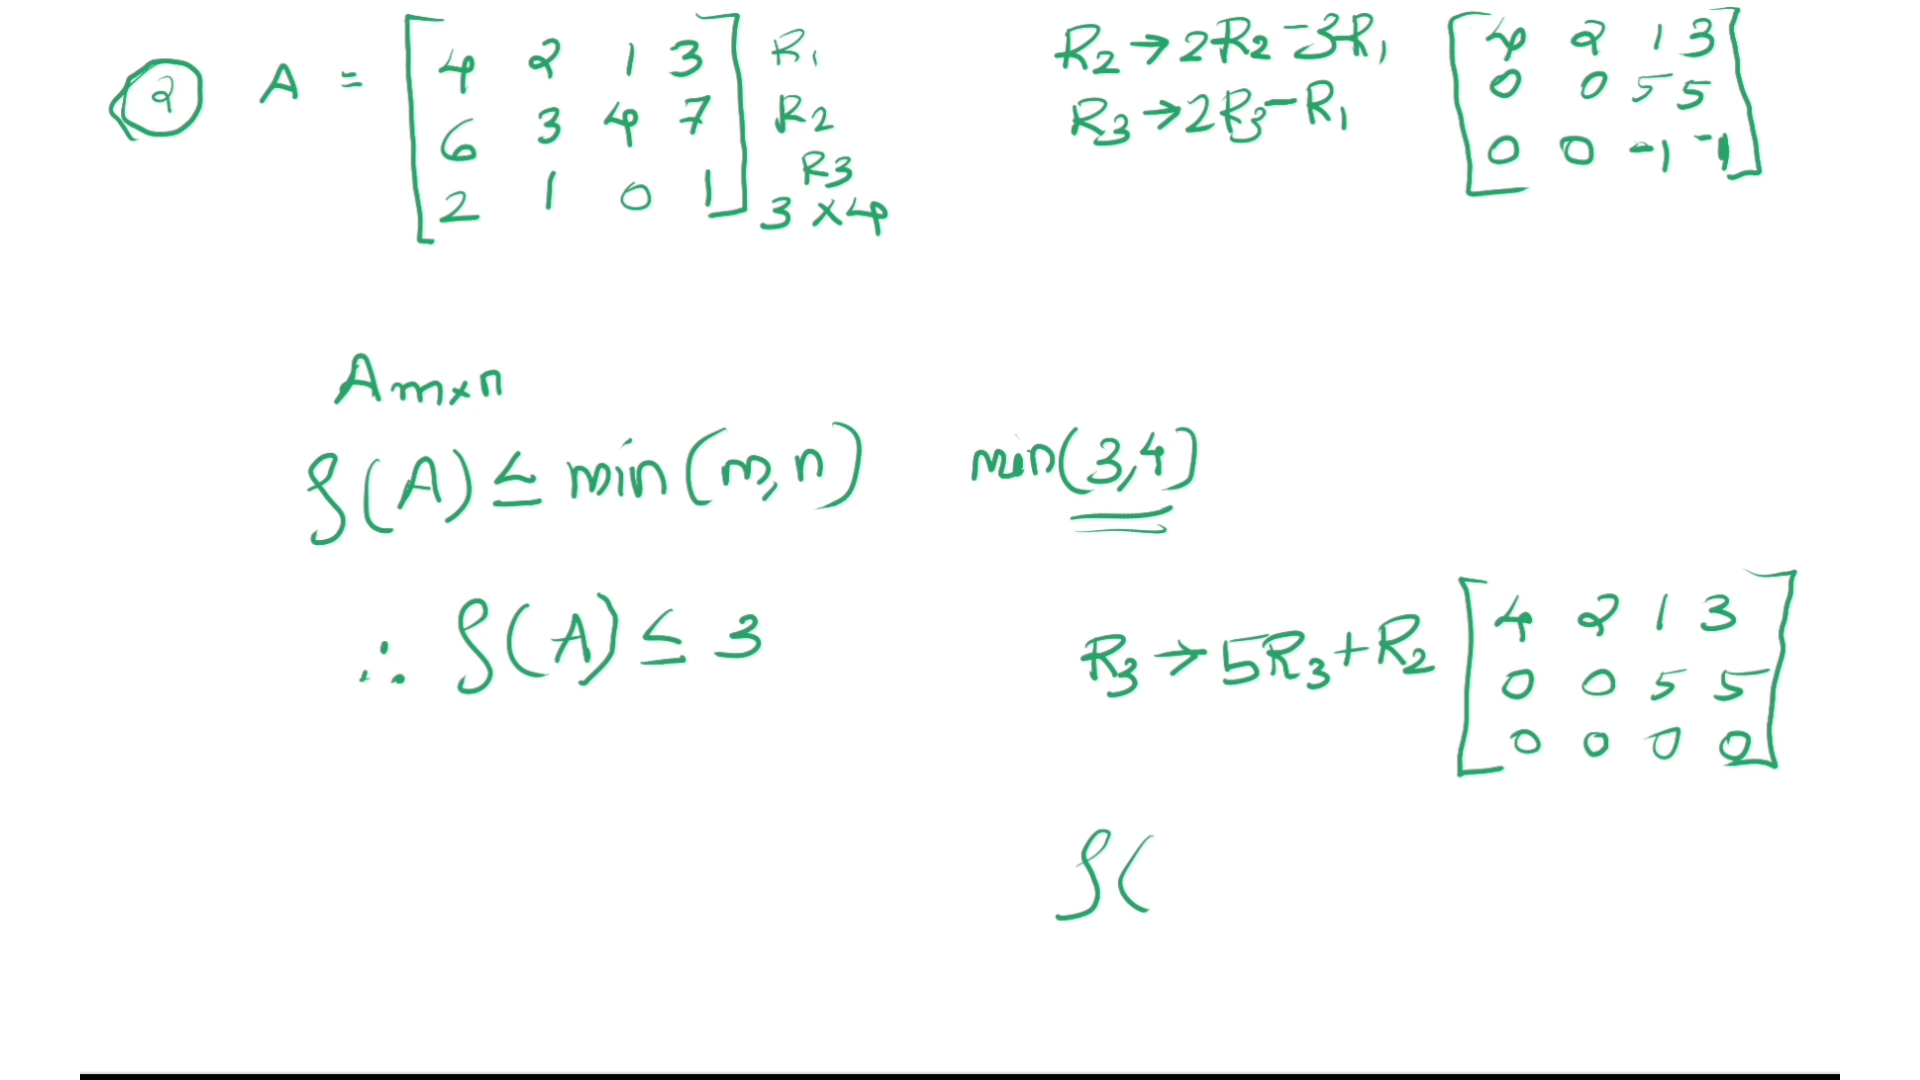 ② A = [ 4 2 1 3 ] R₁
6 3 4 7 R₂
2 1 0 1 R₃
3 × 4
R₂ → 2R₂ - 3R₁ [ 4 2 1 3 ]
R₃ → 2R₃ - R₁ 0 0 5 5
0 0 -1 -1
A m×n
ρ(A) ≤ min(m,n) min(3,4)
∴ ρ(A) ≤ 3
R₃ → 5R₃ + R₂ [ 4 2 1 3 ]
0 0 5 5
0 0 0 0
ρ(